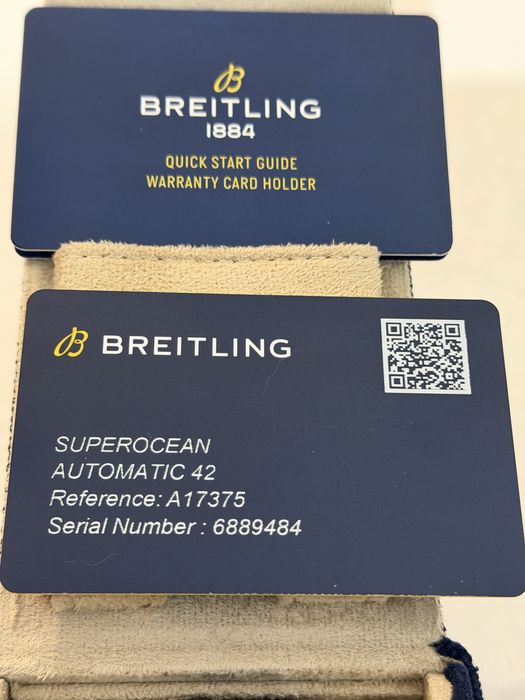 B
BREITLING
1884
QUICK START GUIDE
WARRANTY CARD HOLDER
B BREITLING
SUPEROCEAN
AUTOMATIC 42
Reference: A17375
Serial Number : 6889484